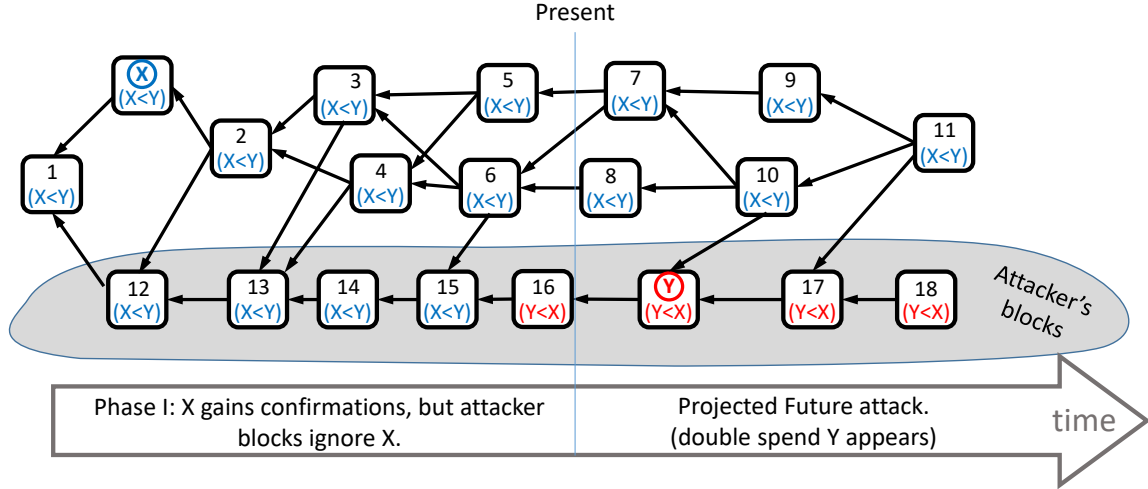 Present
X
(X<Y)
3
(X<Y)
5
(X<Y)
7
(X<Y)
9
(X<Y)
2
(X<Y)
11
(X<Y)
1
(X<Y)
4
(X<Y)
6
(X<Y)
8
(X<Y)
10
(X<Y)
12
(X<Y)
13
(X<Y)
14
(X<Y)
15
(X<Y)
16
(Y<X)
Y
(Y<X)
17
(Y<X)
18
(Y<X)
Attacker's
blocks
Phase I: X gains confirmations, but attacker
blocks ignore X.
Projected Future attack.
(double spend Y appears)
time